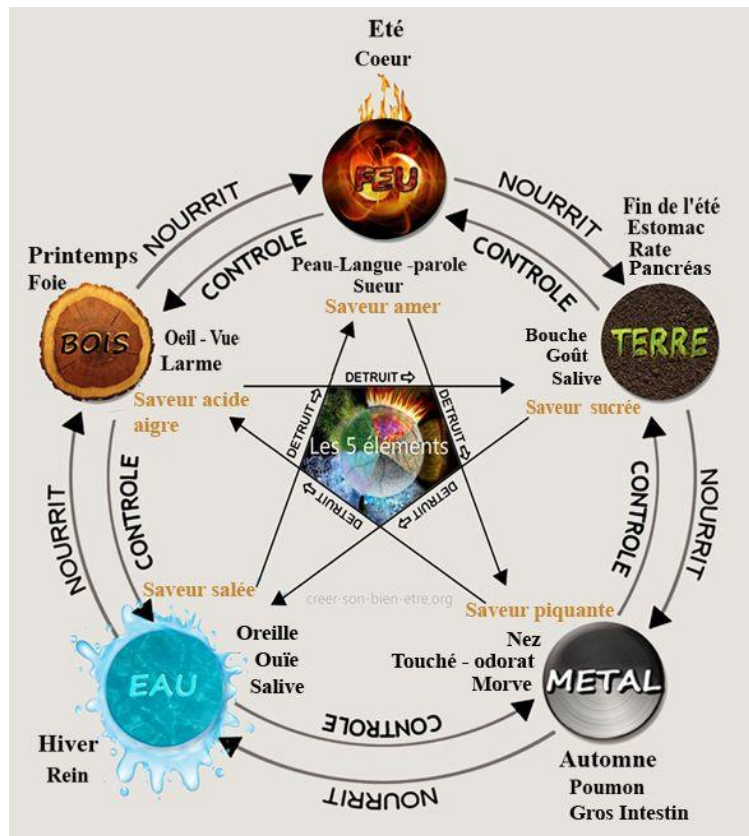 Eté
Coeur
FEU
NOURRIT
NOURRIT
CONTROLE
CONTROLE
Fin de l'été
Estomac
Rate
Pancréas
Printemps
Foie
Peau-Langue -parole
Sueur
Saveur amer
BOIS
Oeil - Vue
Larme
Bouche
Goût
Salive
TERRE
Saveur acide
aigre
Saveur sucrée
DETRUIT
DETRUIT
DETRUIT
DETRUIT
DETRUIT
Les 5 éléments
NOURRIT
CONTROLE
CONTROLE
NOURRIT
Saveur salée
creer-son-bien-etre.org
Saveur piquante
EAU
Oreille
Ouïe
Salive
Nez
Touché - odorat
Morve
METAL
CONTROLE
NOURRIT
Hiver
Rein
Automne
Poumon
Gros Intestin